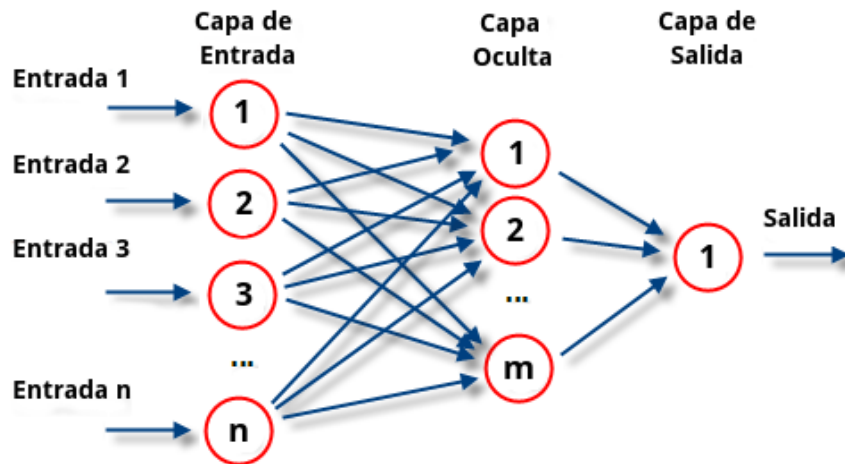 Capa de
Entrada
Capa
Oculta
Capa de
Salida
Entrada 1
1
Entrada 2
2
Entrada 3
3
...
Entrada n
n
1
2
...
m
1
Salida